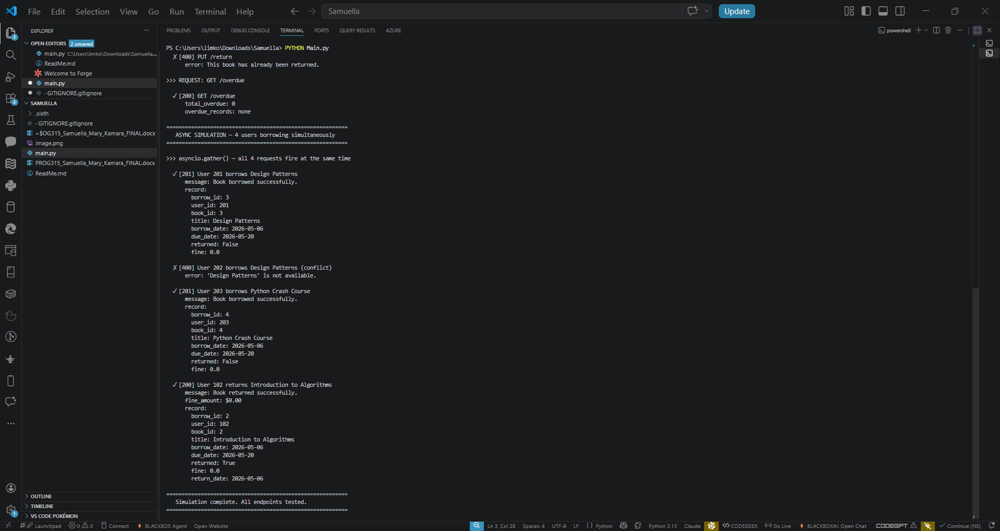 File Edit Selection View Go Run Terminal Help
Samuella
Update
EXPLORER
OPEN EDITORS 2 unsaved
main.py C:\Users\limko\Downloads\Samuella...
ReadMe.md
Welcome to Forge
main.py
· GITIGNORE.gitignore
SAMUELLA
.sixth
· GITIGNORE.gitignore
~$OG315_Samuella_Mary_Kamara_FINAL.docx
image.png
main.py
PROG315_Samuella_Mary_Kamara_FINAL.docx
ReadMe.md
OUTLINE
TIMELINE
VS CODE POKÉMON
PROBLEMS OUTPUT DEBUG CONSOLE TERMINAL PORTS QUERY RESULTS AZURE
powershell
PS C:\Users\limko\Downloads\Samuella> PYTHON Main.py
✗ [400] PUT /return
error: This book has already been returned.
>>> REQUEST: GET /overdue
✓ [200] GET /overdue
total_overdue: 0
overdue_records: none
==========================================================
ASYNC SIMULATION — 4 users borrowing simultaneously
==========================================================
>>> asyncio.gather() — all 4 requests fire at the same time
✓ [201] User 201 borrows Design Patterns
message: Book borrowed successfully.
record:
borrow_id: 3
user_id: 201
book_id: 3
title: Design Patterns
borrow_date: 2026-05-06
due_date: 2026-05-20
returned: False
fine: 0.0
✗ [400] User 202 borrows Design Patterns (conflict)
error: 'Design Patterns' is not available.
✓ [201] User 203 borrows Python Crash Course
message: Book borrowed successfully.
record:
borrow_id: 4
user_id: 203
book_id: 4
title: Python Crash Course
borrow_date: 2026-05-06
due_date: 2026-05-20
returned: False
fine: 0.0
✓ [200] User 102 returns Introduction to Algorithms
message: Book returned successfully.
fine_amount: $0.00
record:
borrow_id: 2
user_id: 102
book_id: 2
title: Introduction to Algorithms
borrow_date: 2026-05-06
due_date: 2026-05-20
returned: True
fine: 0.0
return_date: 2026-05-06
==========================================================
Simulation complete. All endpoints tested.
==========================================================
Launchpad 0 0 Connect BLACKBOX Agent Open Website Ln 3, Col 28 Spaces: 4 UTF-8 LF { } Python Python 3.13 Claude CODEGEEX Go Live BLACKBOXAI: Open Chat CODEGPT Continue (NE)